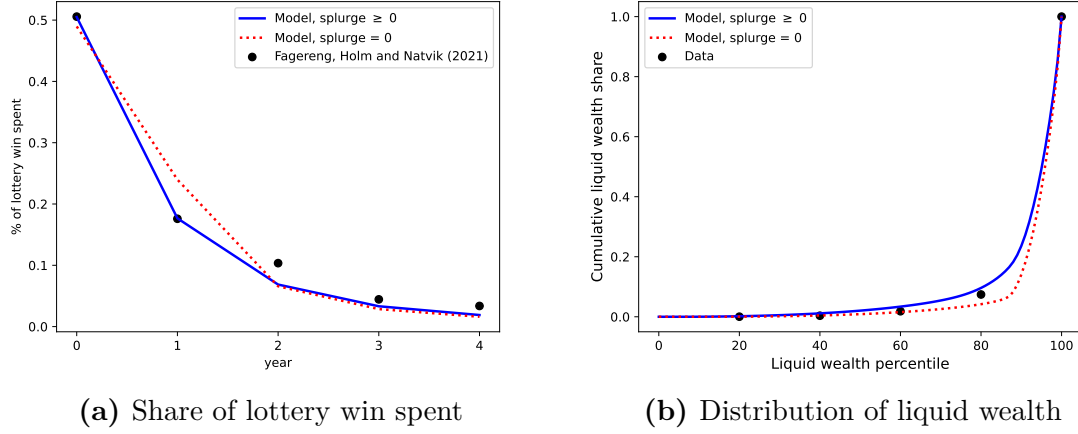 Model, splurge ≥ 0
Model, splurge = 0
Fagereng, Holm and Natvik (2021)
% of lottery win spent
0.5
0.4
0.3
0.2
0.1
0.0
0 1 2 3 4
year
(a) Share of lottery win spent
Model, splurge ≥ 0
Model, splurge = 0
Data
Cumulative liquid wealth share
1.0
0.8
0.6
0.4
0.2
0.0
0 20 40 60 80 100
Liquid wealth percentile
(b) Distribution of liquid wealth